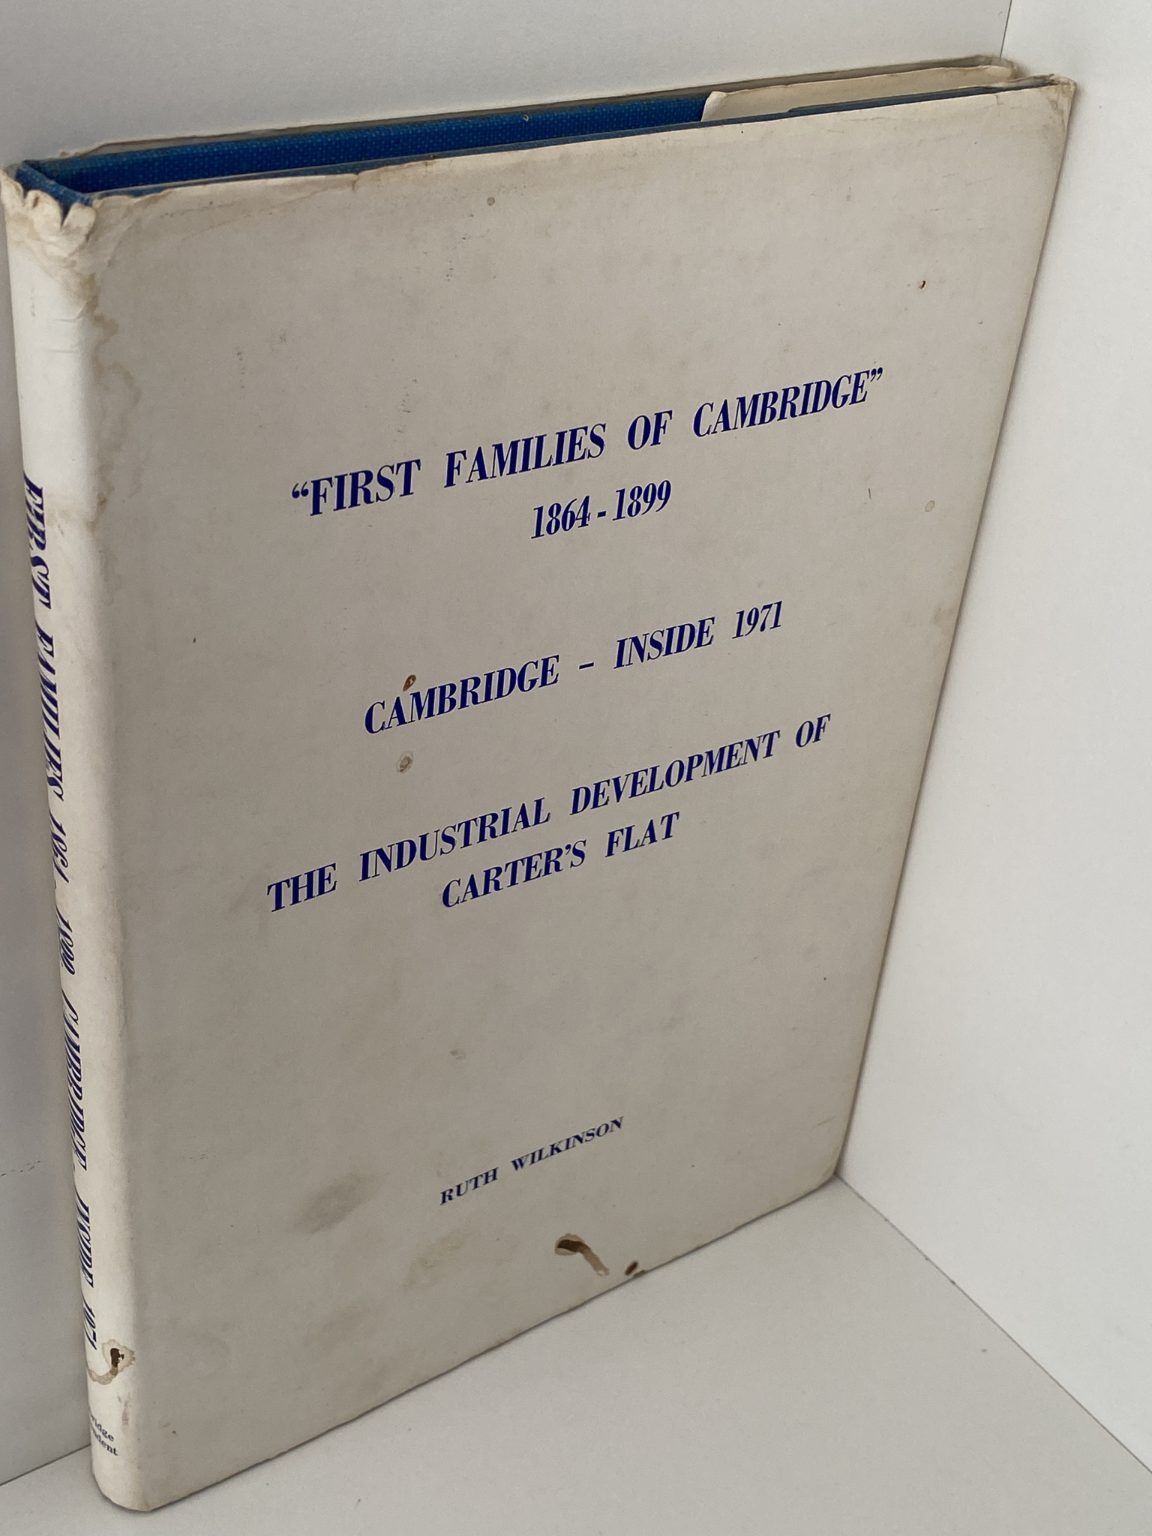 "FIRST FAMILIES OF CAMBRIDGE"
1864 - 1899
CAMBRIDGE - INSIDE 1971
THE INDUSTRIAL DEVELOPMENT OF
CARTER'S FLAT
RUTH WILKINSON
FIRST FAMILIES 1864 - 1899 CAMBRIDGE - INSIDE 1971